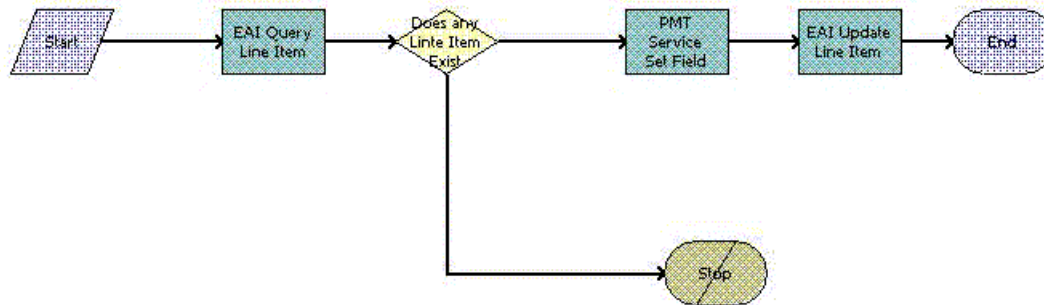 Start
EAI Query
Line Item
Does any
Linte Item
Exist
PMT
Service
Set Field
EAI Update
Line Item
End
Stop